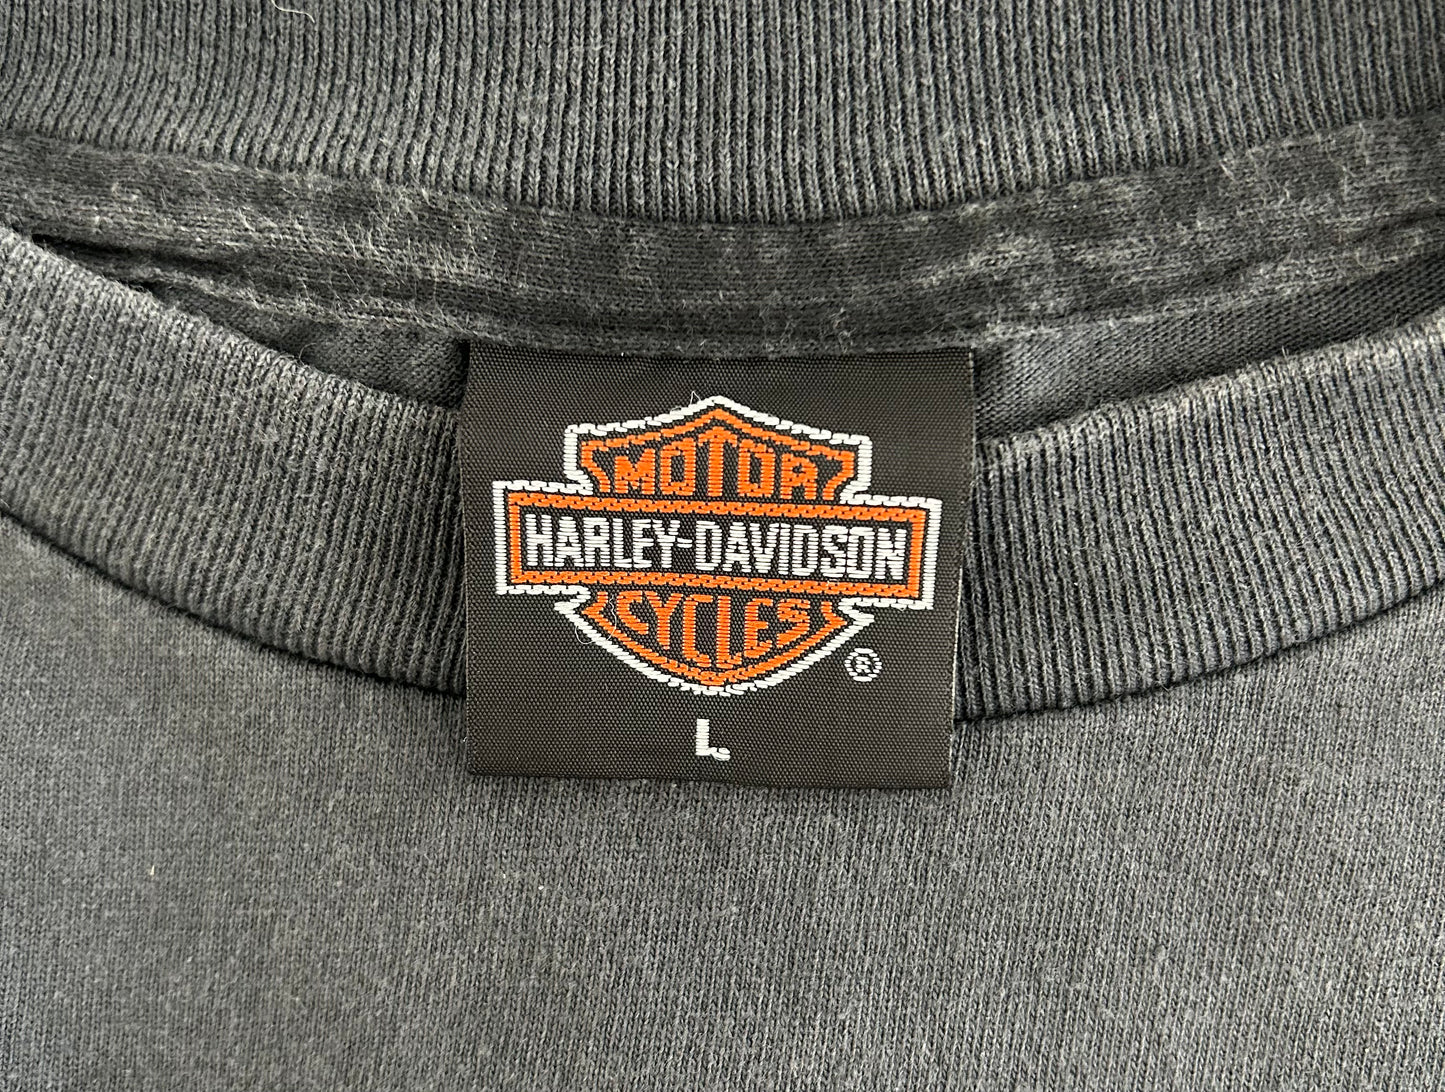 MOTOR
HARLEY-DAVIDSON
CYCLES
®
L